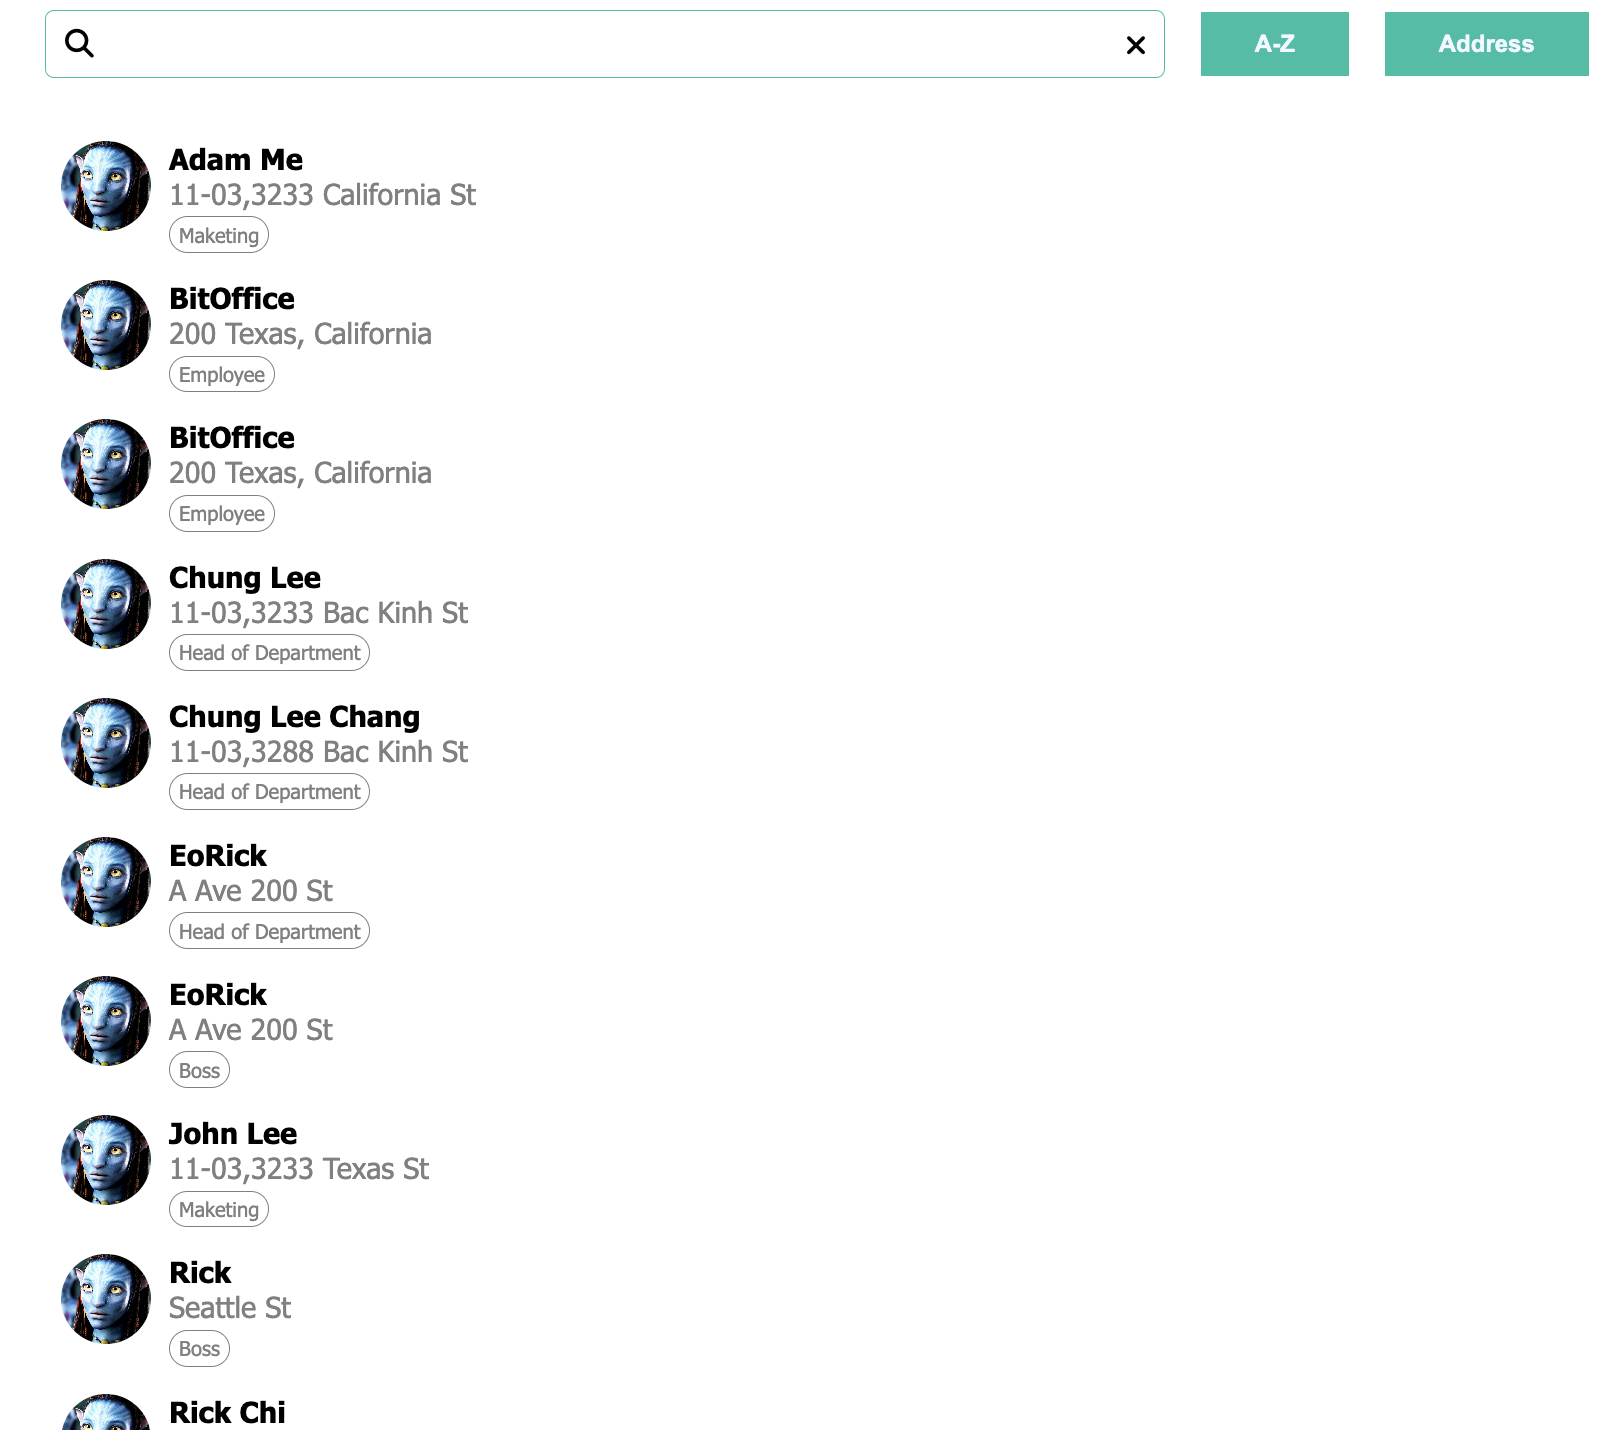 A-Z
Address
Adam Me
11-03,3233 California St
Maketing
BitOffice
200 Texas, California
Employee
BitOffice
200 Texas, California
Employee
Chung Lee
11-03,3233 Bac Kinh St
Head of Department
Chung Lee Chang
11-03,3288 Bac Kinh St
Head of Department
EoRick
A Ave 200 St
Head of Department
EoRick
A Ave 200 St
Boss
John Lee
11-03,3233 Texas St
Maketing
Rick
Seattle St
Boss
Rick Chi